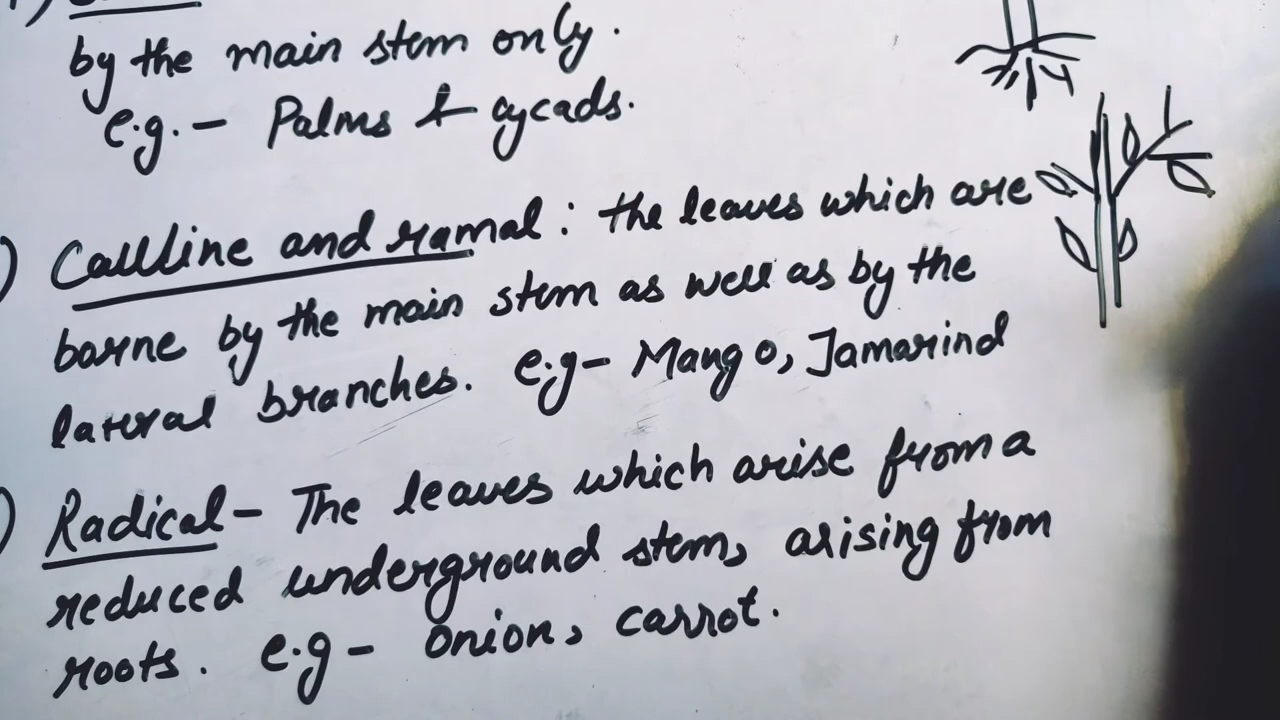 by the main stem only.
e.g. - Palms & cycads.
Caulline and ramal : the leaves which are
borne by the main stem as well as by the
lateral branches. e.g - Mango, Tamarind
Radical - The leaves which arise from a
reduced underground stem, arising from
roots. e.g - onion, carrot.